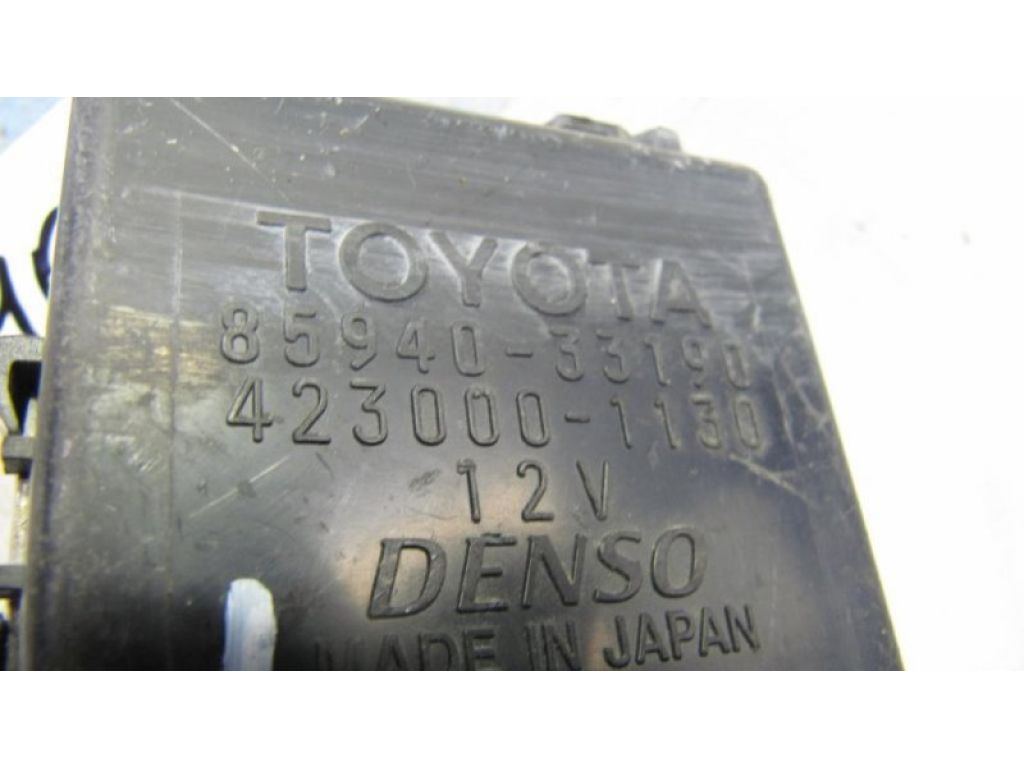 TOYOTA
85940-33190
423000-1130
12V
DENSO
MADE IN JAPAN